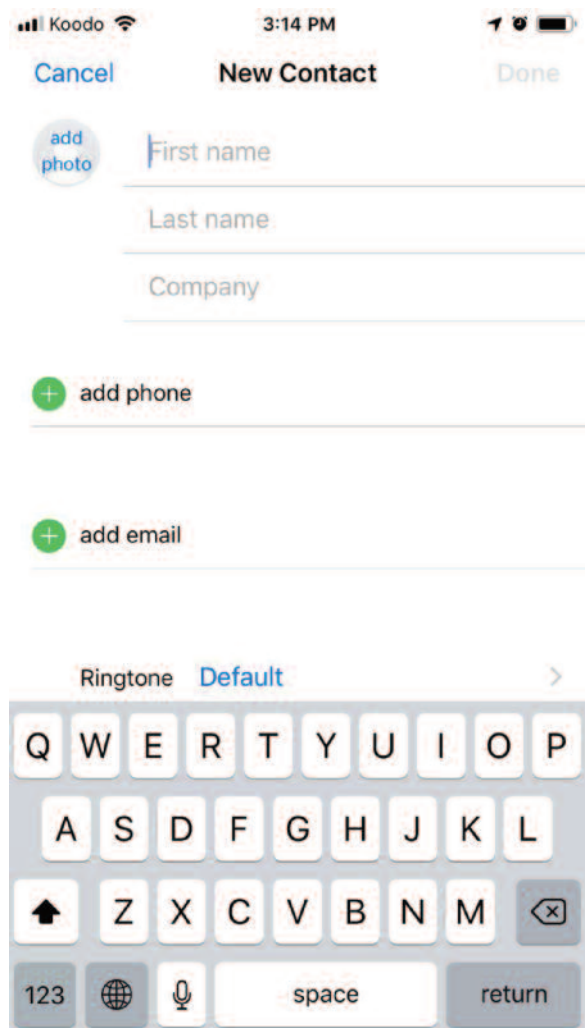 Koodo 3:14 PM
Cancel New Contact Done
add
photo
First name
Last name
Company
add phone
add email
Ringtone Default
Q W E R T Y U I O P
A S D F G H J K L
Z X C V B N M
123 space return